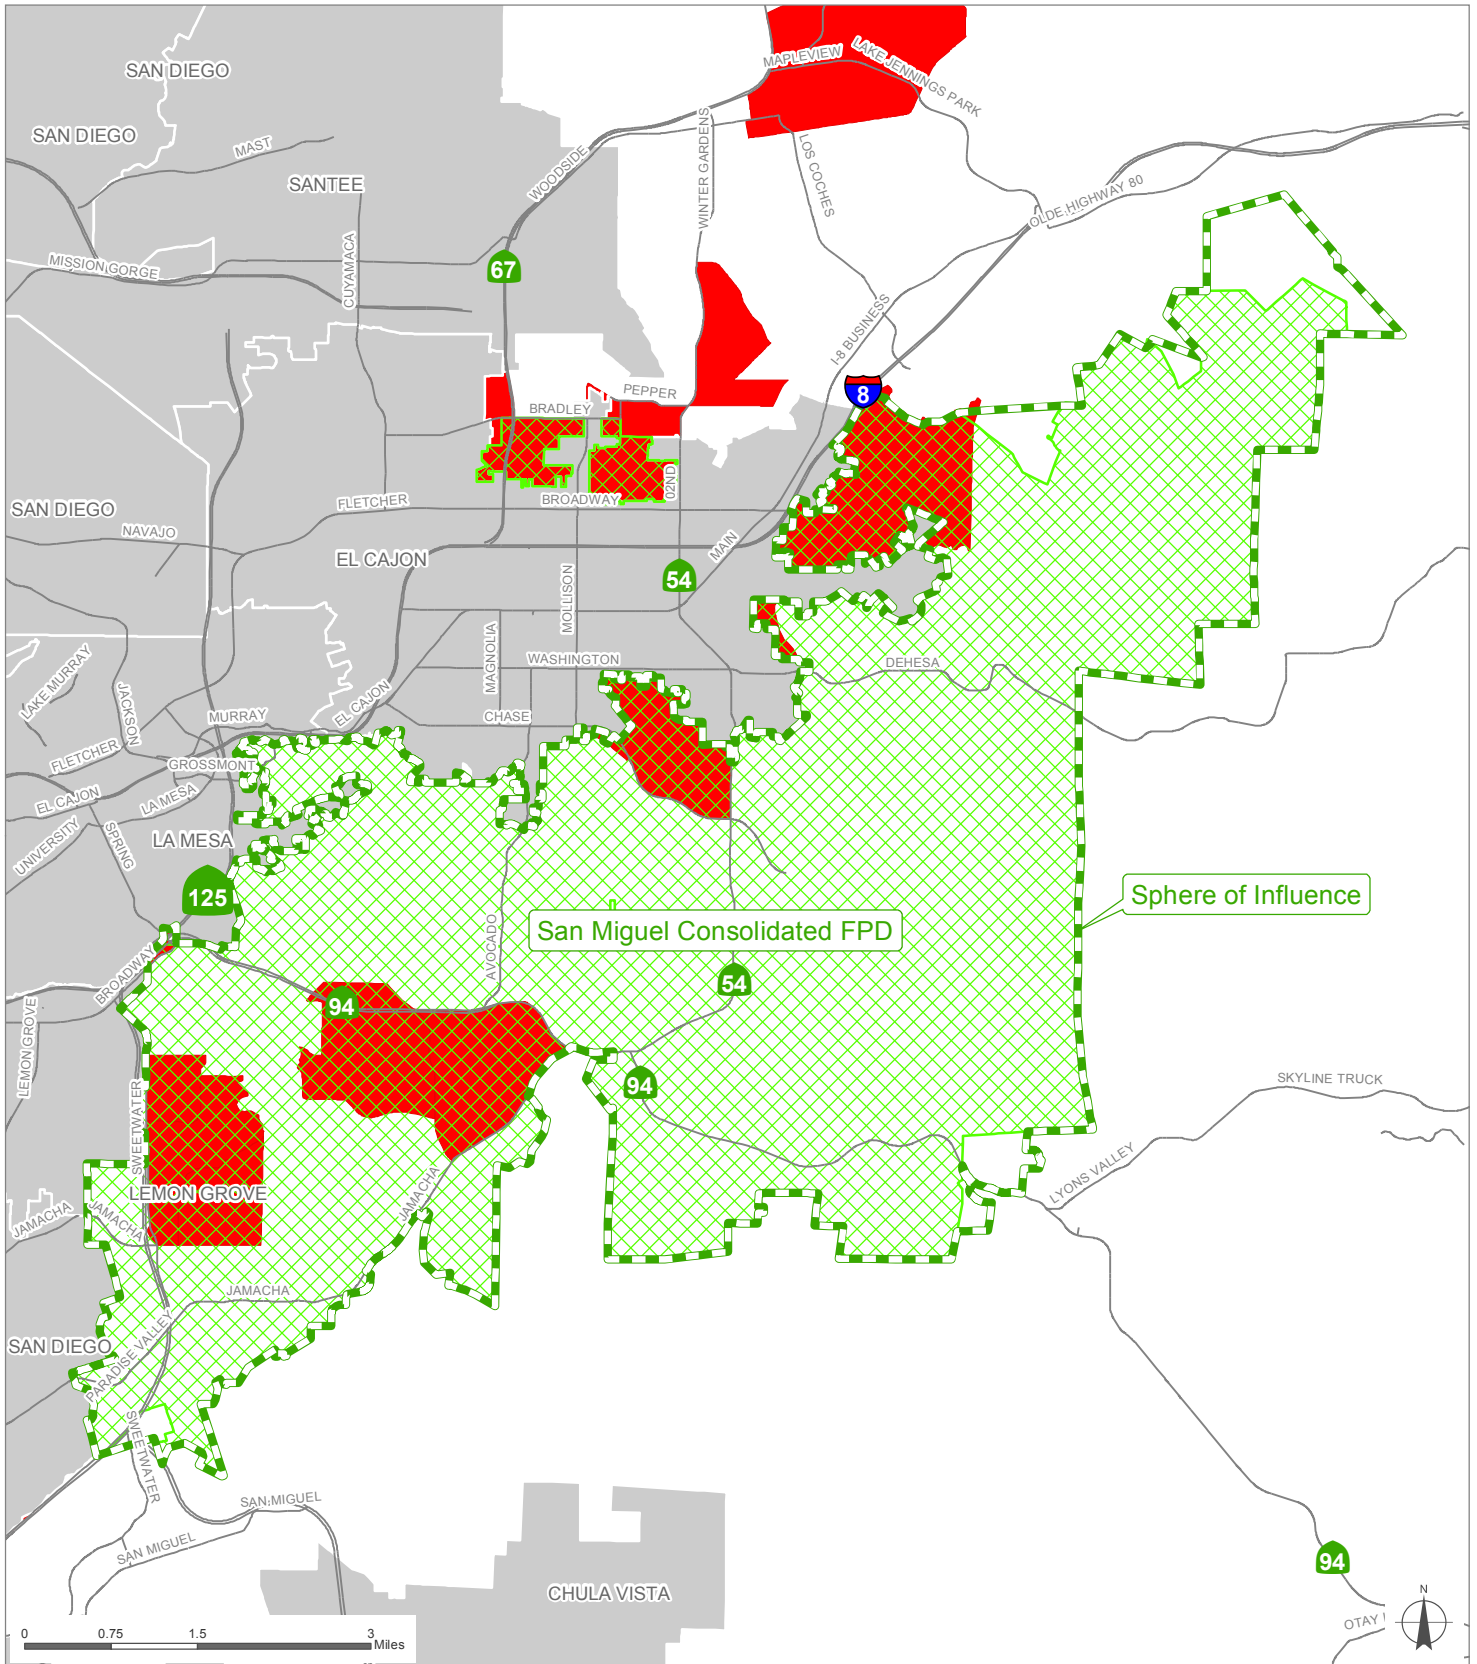 MAPLEVIEW
LAKE JENNINGS PARK
SAN DIEGO
SAN DIEGO
MAST
SANTEE
WOODSIDE
WINTER GARDENS
LOS COCHES
OLDE HIGHWAY 80
MISSION GORGE
CUYAMACA
67
I-8 BUSINESS
8
PEPPER
BRADLEY
FLETCHER
BROADWAY
02ND
SAN DIEGO
NAVAJO
EL CAJON
MAIN
54
MOLLISON
MAGNOLIA
WASHINGTON
DEHESA
LAKE MURRAY
JACKSON
MURRAY
EL CAJON
CHASE
FLETCHER
GROSSMONT
EL CAJON
LA MESA
UNIVERSITY
SPRING
LA MESA
125
Sphere of Influence
San Miguel Consolidated FPD
AVOCADO
BROADWAY
54
94
LEMON GROVE
94
SKYLINE TRUCK
SWEETWATER
LYONS VALLEY
LEMON GROVE
JAMACHA
JAMACHA
JAMACHA
JAMACHA
SAN DIEGO
PARADISE VALLEY
SWEETWATER
SAN MIGUEL
SAN MIGUEL
CHULA VISTA
94
N
OTAY
0 0.75 1.5 3
Miles